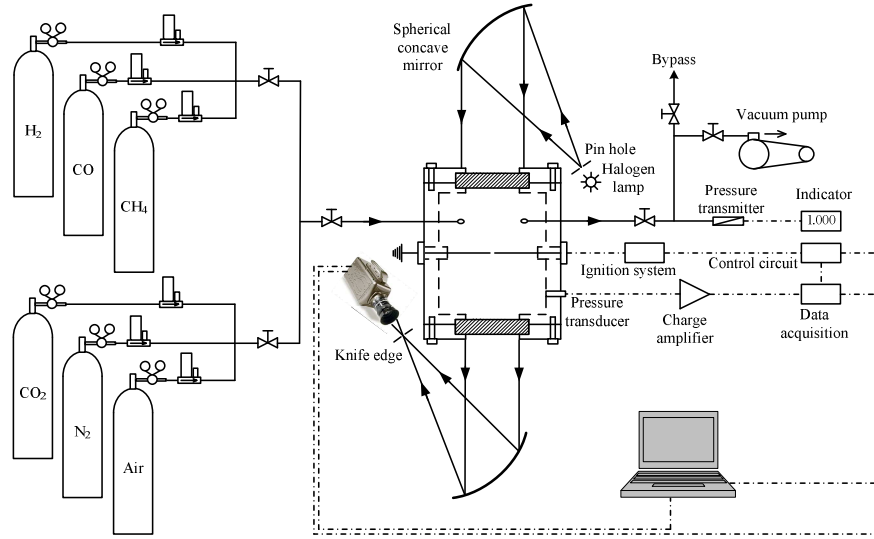 Spherical
concave
mirror
Bypass
Vacuum pump
H2
CO
CH4
Pin hole
Halogen
lamp
Pressure
transmitter
Indicator
1.000
Ignition system
Control circuit
Pressure
transducer
Charge
amplifier
Data
acquisition
Knife edge
CO2
N2
Air